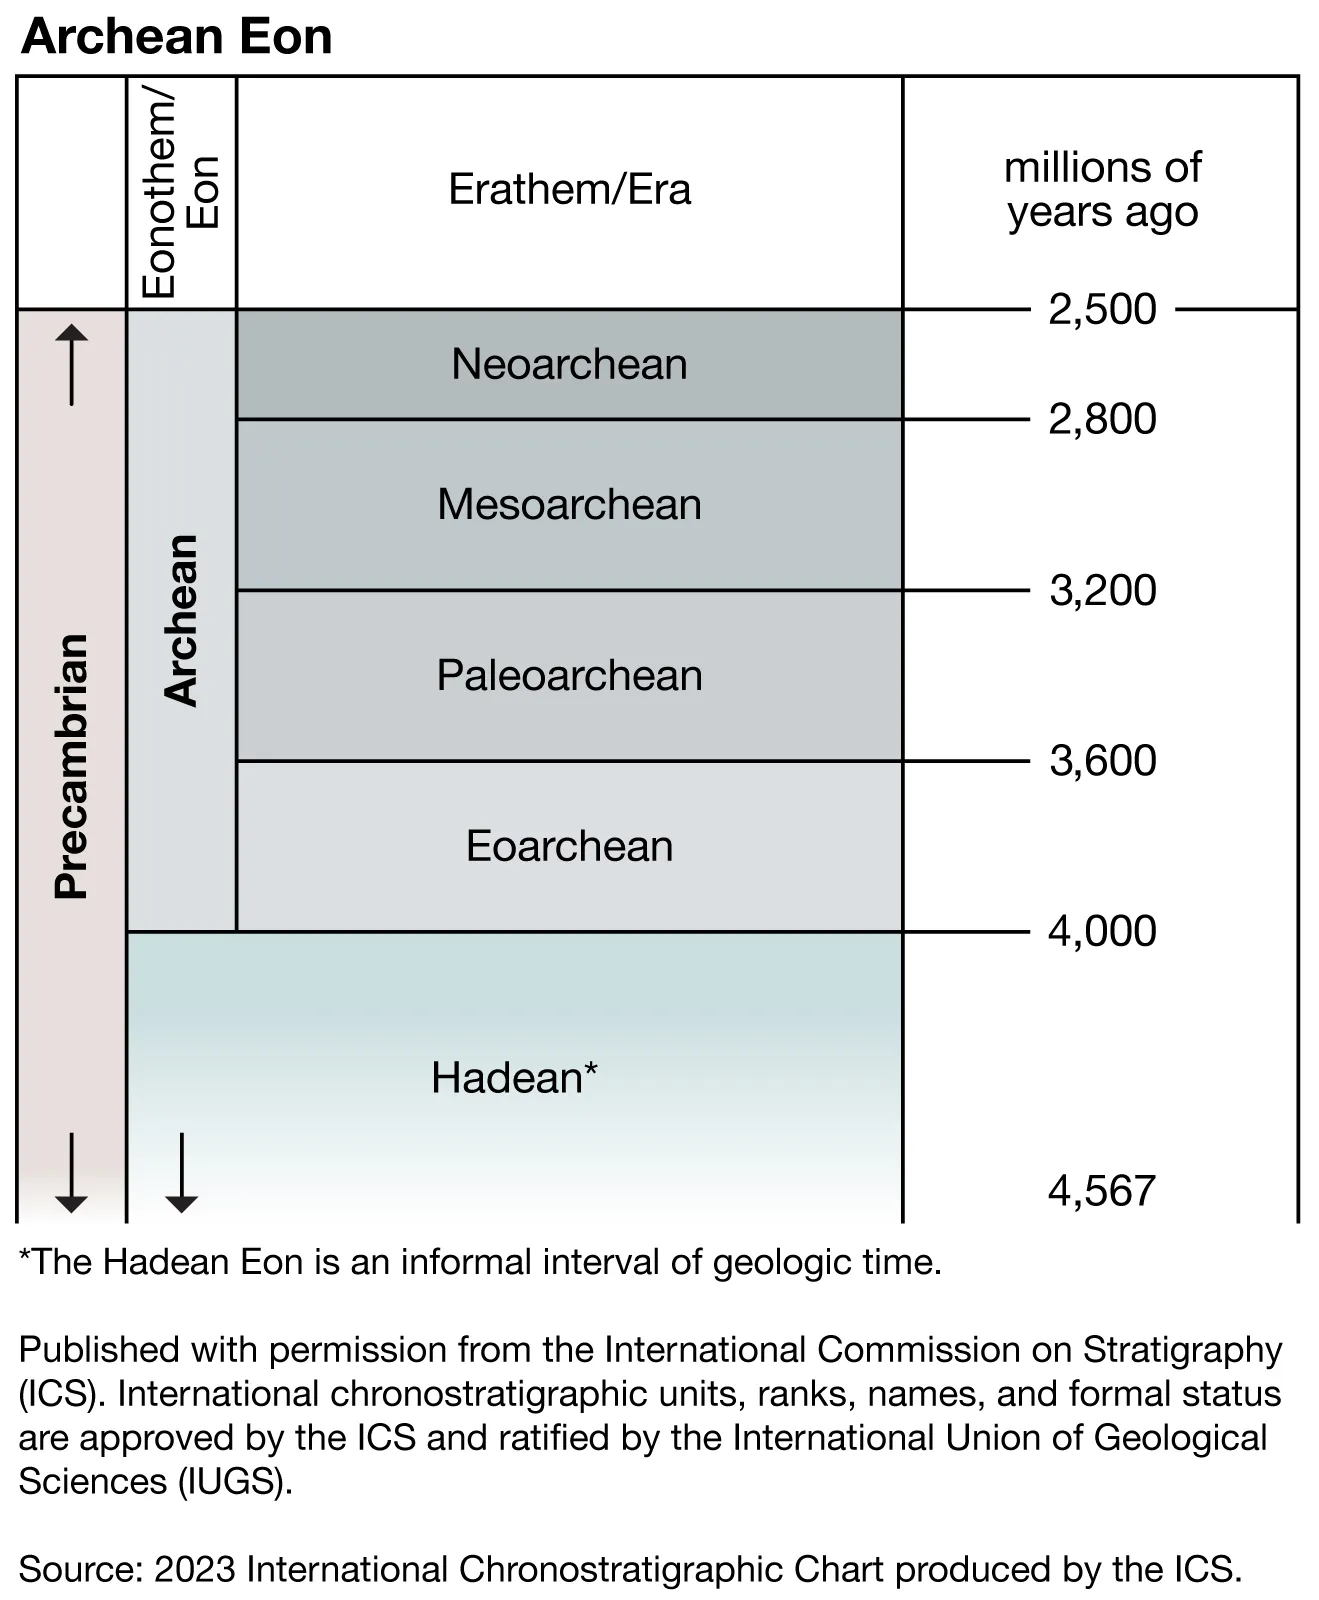 Archean Eon
Eonothem/
Eon
Erathem/Era
millions of
years ago
2,500
Neoarchean
2,800
Mesoarchean
3,200
Paleoarchean
3,600
Eoarchean
4,000
Archean
Precambrian
Hadean*
4,567
*The Hadean Eon is an informal interval of geologic time.
Published with permission from the International Commission on Stratigraphy
(ICS). International chronostratigraphic units, ranks, names, and formal status
are approved by the ICS and ratified by the International Union of Geological
Sciences (IUGS).
Source: 2023 International Chronostratigraphic Chart produced by the ICS.